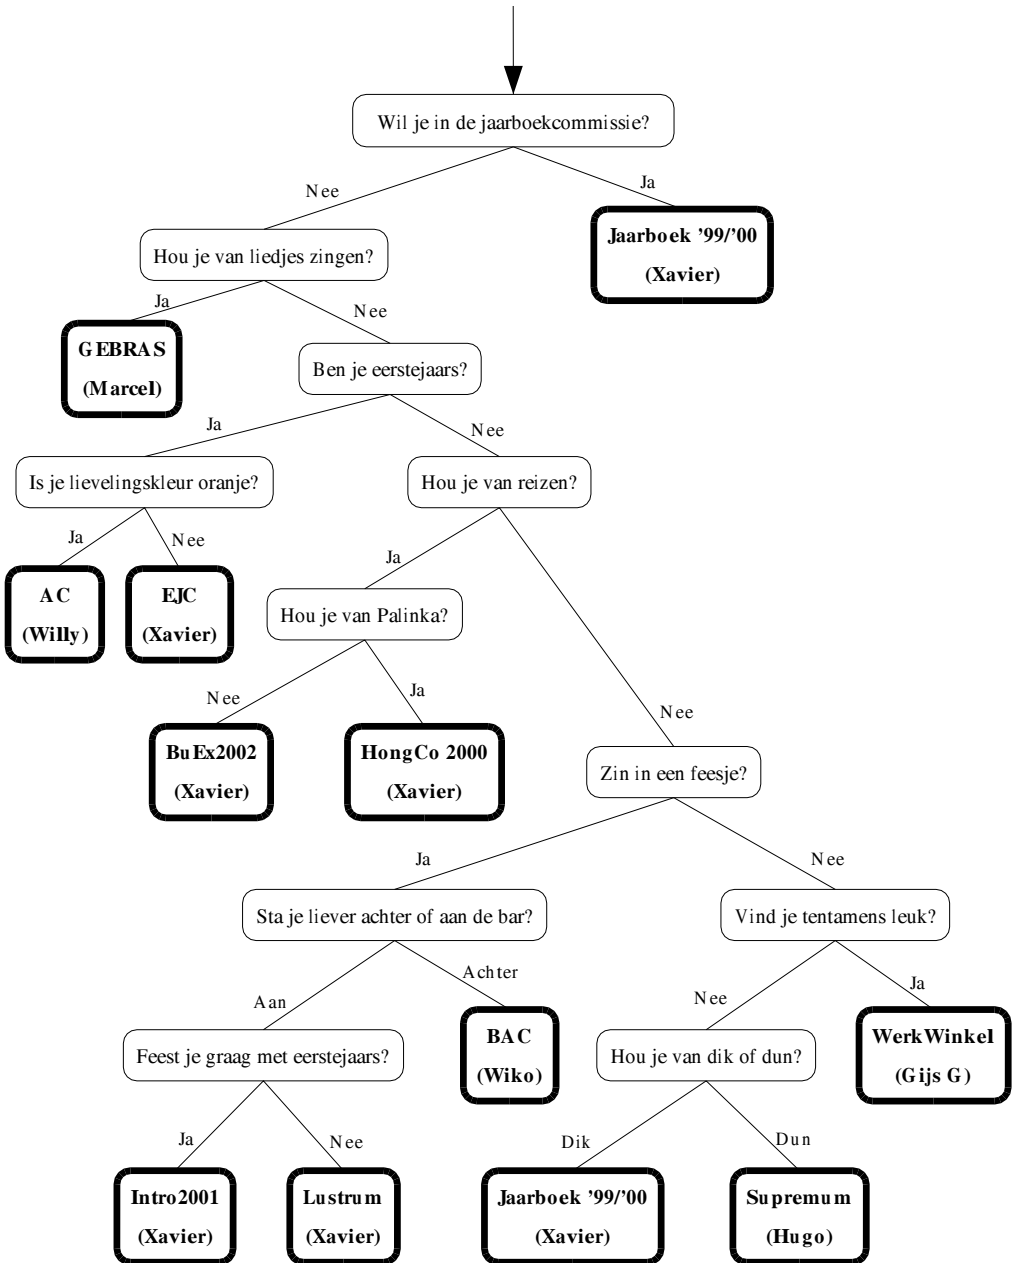 Wil je in de jaarboekcommissie?
Nee
Ja
Jaarboek ’99/’00
(Xavier)
Hou je van liedjes zingen?
Ja
Nee
GEBRAS
(Marcel)
Ben je eerstejaars?
Ja
Nee
Is je lievelingskleur oranje?
Hou je van reizen?
Ja
Nee
Ja
Nee
AC
(Willy)
EJC
(Xavier)
Hou je van Palinka?
Nee
Ja
BuEx2002
(Xavier)
HongCo 2000
(Xavier)
Zin in een feesje?
Ja
Nee
Sta je liever achter of aan de bar?
Vind je tentamens leuk?
Aan
Achter
Nee
Ja
BAC
(Wiko)
WerkWinkel
(Gijs G)
Feest je graag met eerstejaars?
Hou je van dik of dun?
Ja
Nee
Dik
Dun
Intro2001
(Xavier)
Lustrum
(Xavier)
Jaarboek ’99/’00
(Xavier)
Supremum
(Hugo)